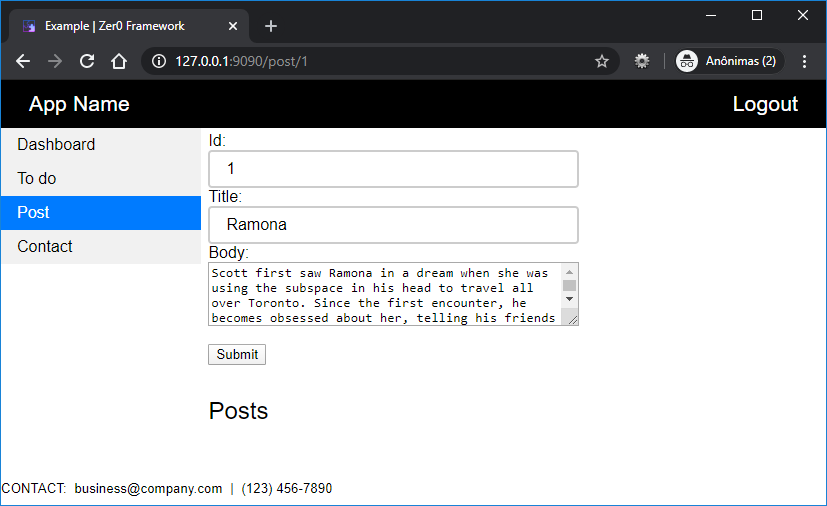 Example | Zer0 Framework
127.0.0.1:9090/post/1
Anônimas (2)
App Name
Logout
Dashboard
To do
Post
Contact
Id:
1
Title:
Ramona
Body:
Scott first saw Ramona in a dream when she was
using the subspace in his head to travel all
over Toronto. Since the first encounter, he
becomes obsessed about her, telling his friends
Submit
Posts
CONTACT: business@company.com | (123) 456-7890